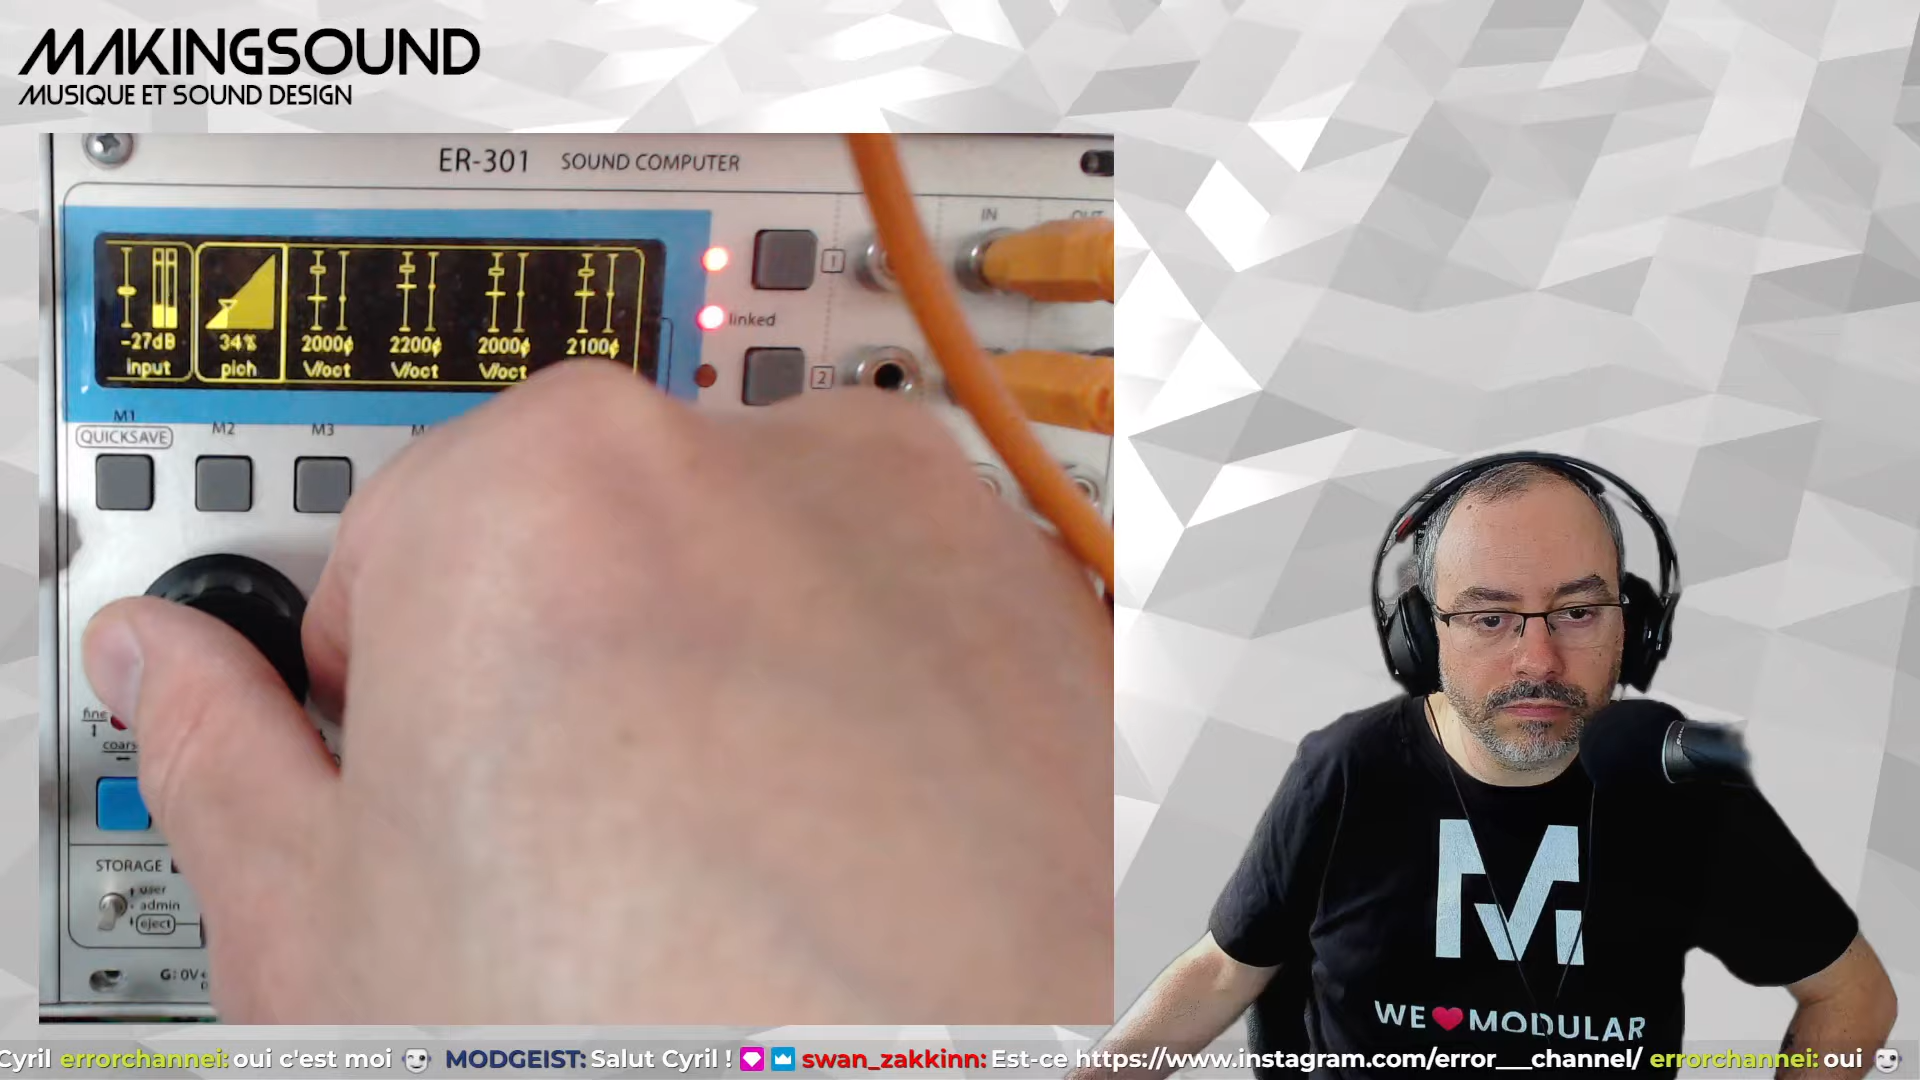 MAKINGSOUND
MUSIQUE ET SOUND DESIGN
ER-301 SOUND COMPUTER
IN
OUT
-27dB 34% 2000¢ 2200¢ 2000¢ 2100¢
input pich V/oct V/oct V/oct
1
linked
2
M1 M2 M3
QUICKSAVE
fine
STORAGE
user
admin
eject
G: 0V
M
WE ❤ MODULAR
Cyril errorchannei: oui c'est moi MODGEIST: Salut Cyril ! swan_zakkinn: Est-ce https://www.instagram.com/error___channel/ errorchannei: oui